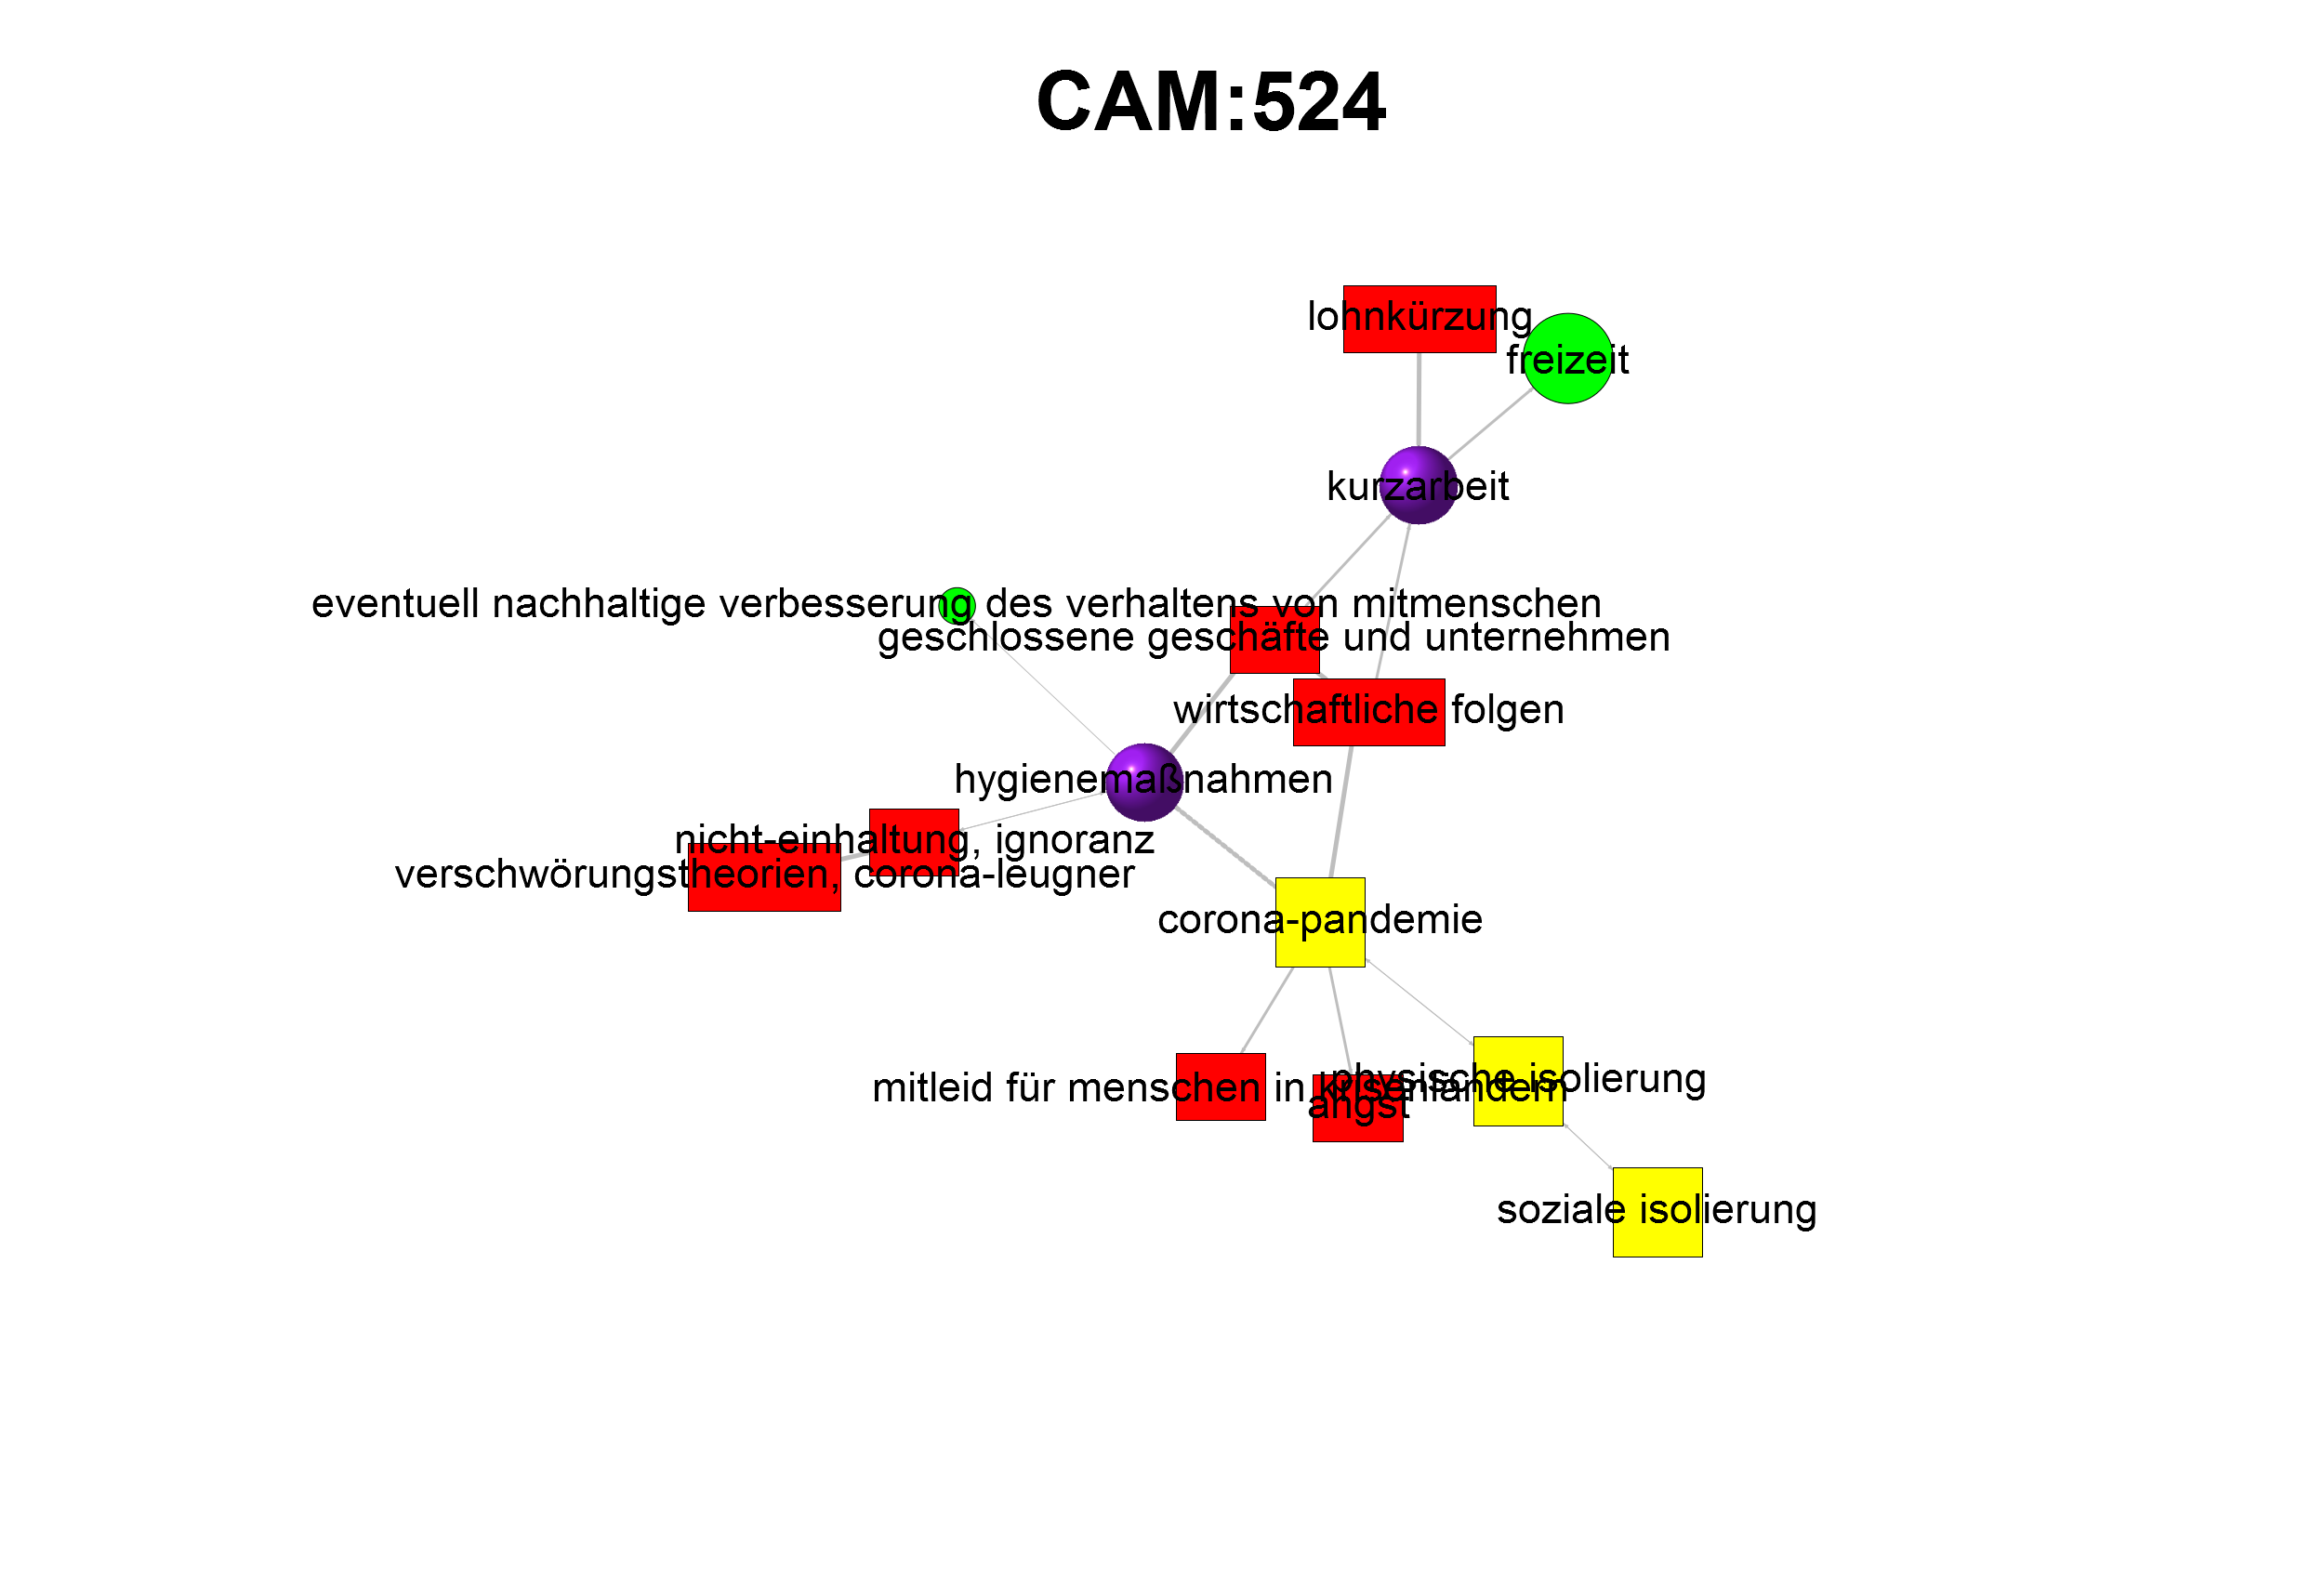 CAM:524
lohnkürzung
freizeit
kurzarbeit
eventuell nachhaltige verbesserung des verhaltens von mitmenschen
geschlossene geschäfte und unternehmen
wirtschaftliche folgen
hygienemaßnahmen
nicht-einhaltung, ignoranz
verschwörungstheorien, corona-leugner
corona-pandemie
physische isolierung
mitleid für menschen in krisenländern
angst
soziale isolierung